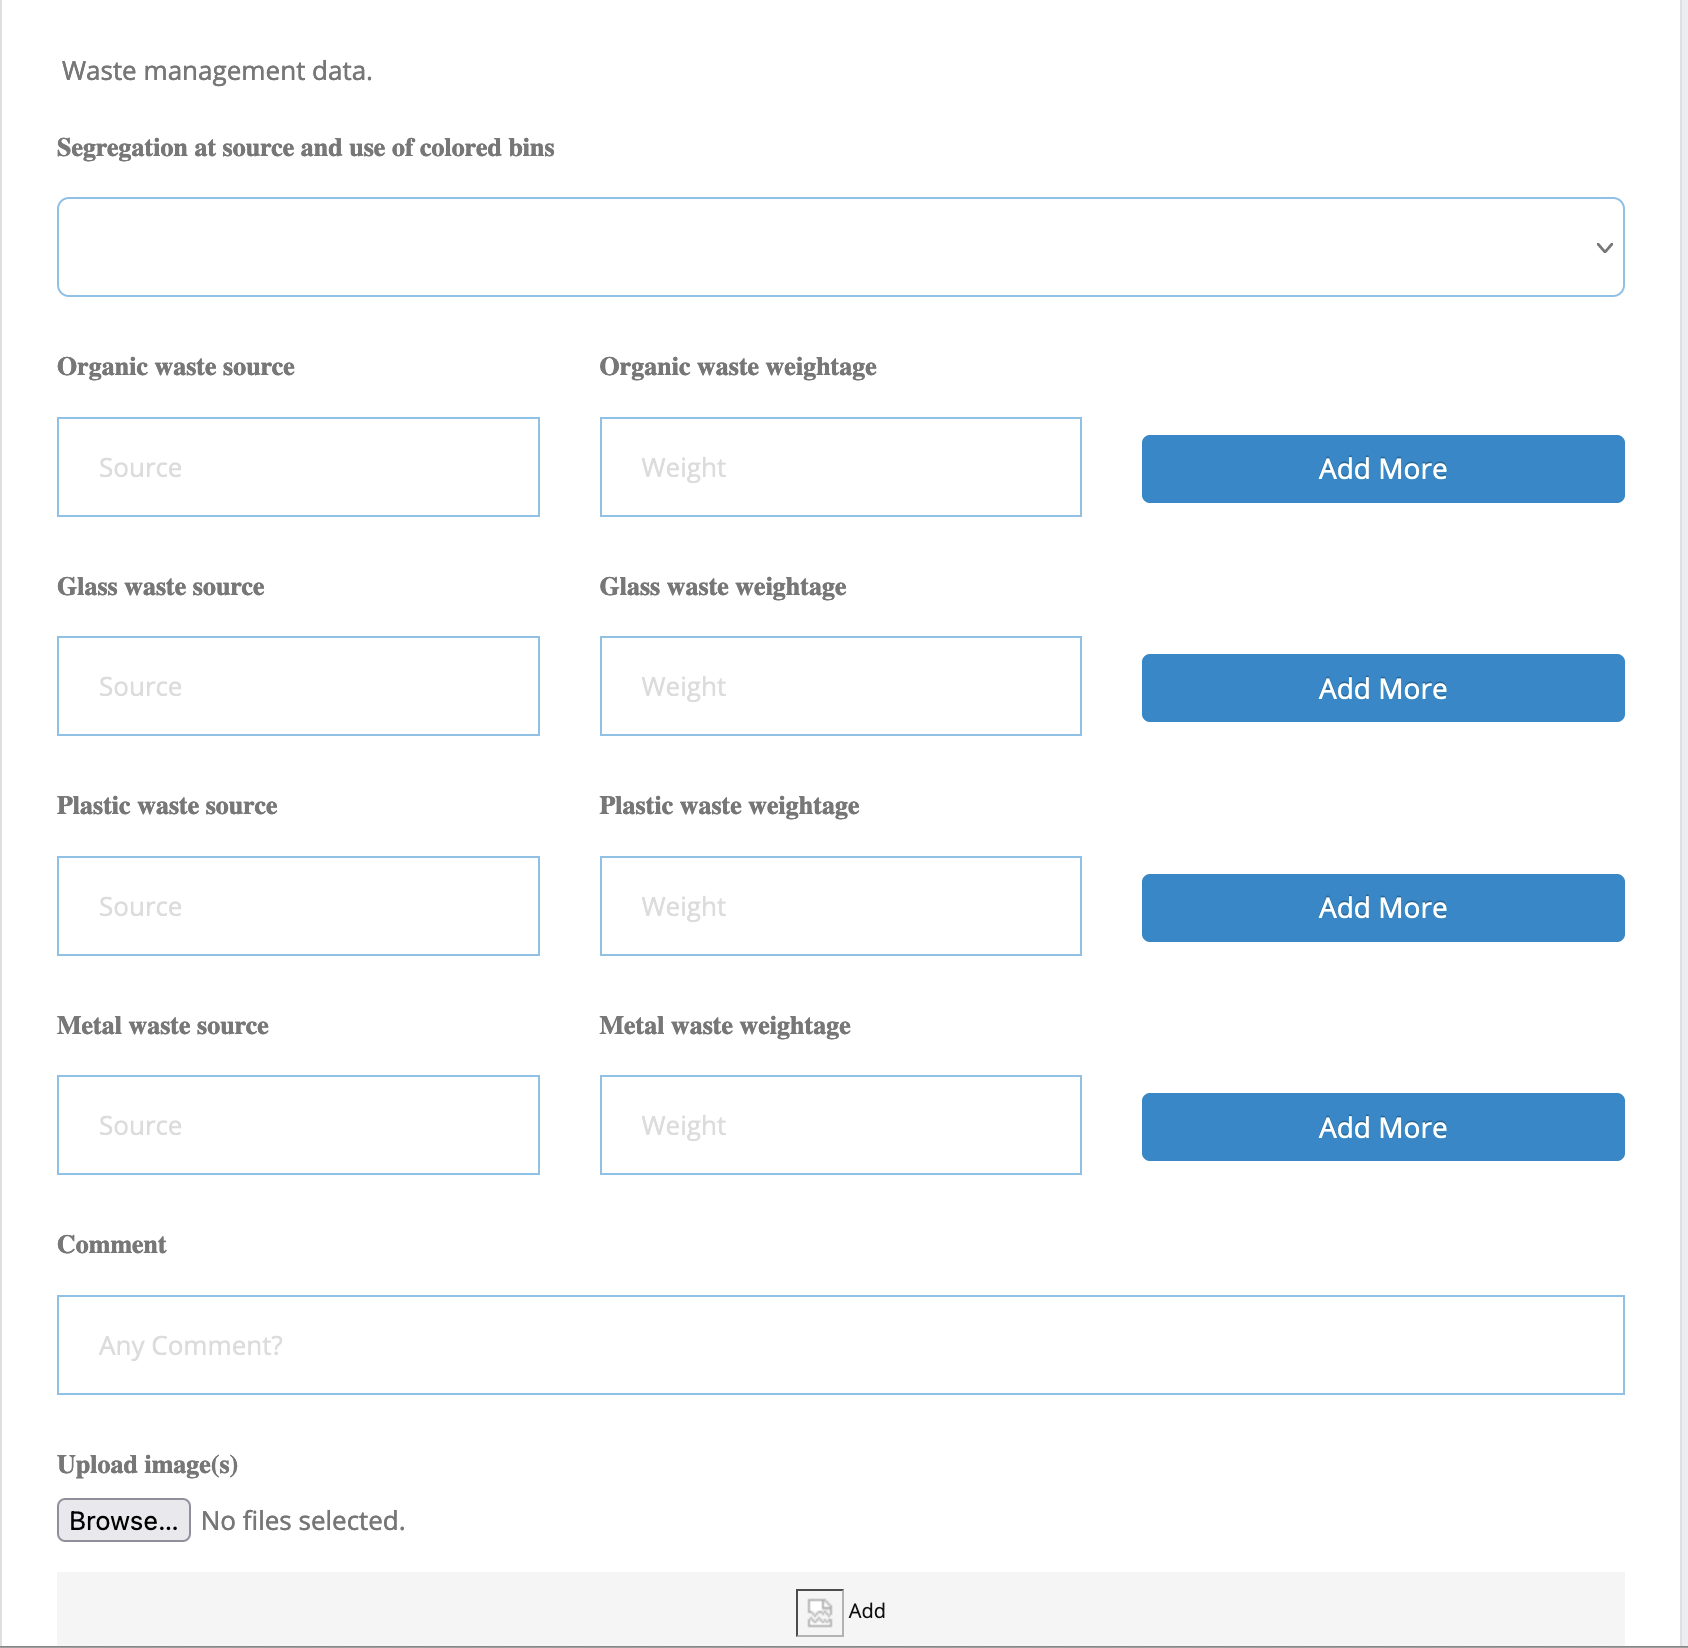 Waste management data.
Segregation at source and use of colored bins
Organic waste source
Organic waste weightage
Source
Weight
Add More
Glass waste source
Glass waste weightage
Source
Weight
Add More
Plastic waste source
Plastic waste weightage
Source
Weight
Add More
Metal waste source
Metal waste weightage
Source
Weight
Add More
Comment
Any Comment?
Upload image(s)
Browse... No files selected.
Add